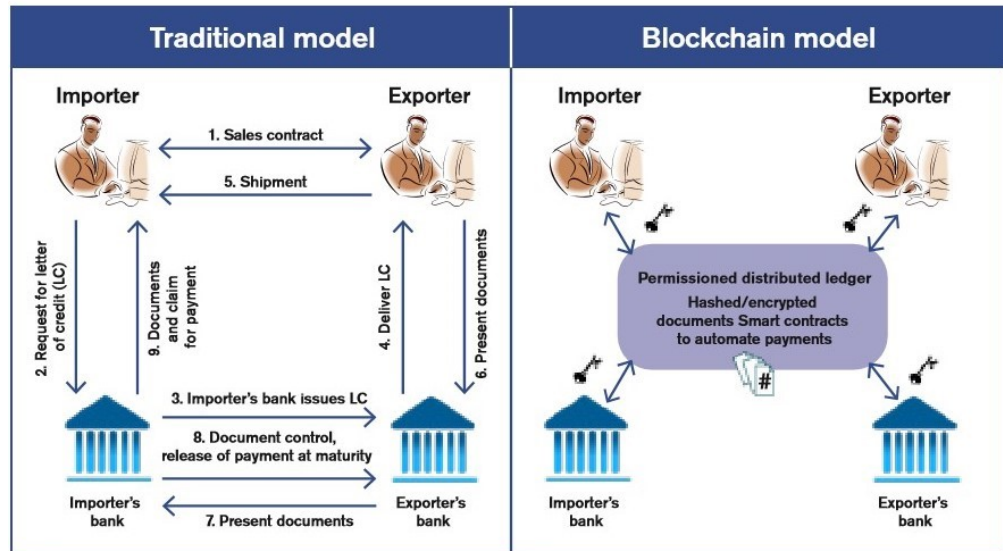 Traditional model
Importer
Exporter
1. Sales contract
5. Shipment
2. Request for letter
of credit (LC)
9. Documents
and claim
for payment
4. Deliver LC
6. Present documents
3. Importer's bank issues LC
8. Document control,
release of payment at maturity
7. Present documents
Importer's
bank
Exporter's
bank
Blockchain model
Importer
Exporter
Permissioned distributed ledger
Hashed/encrypted
documents Smart contracts
to automate payments
#
Importer's
bank
Exporter's
bank